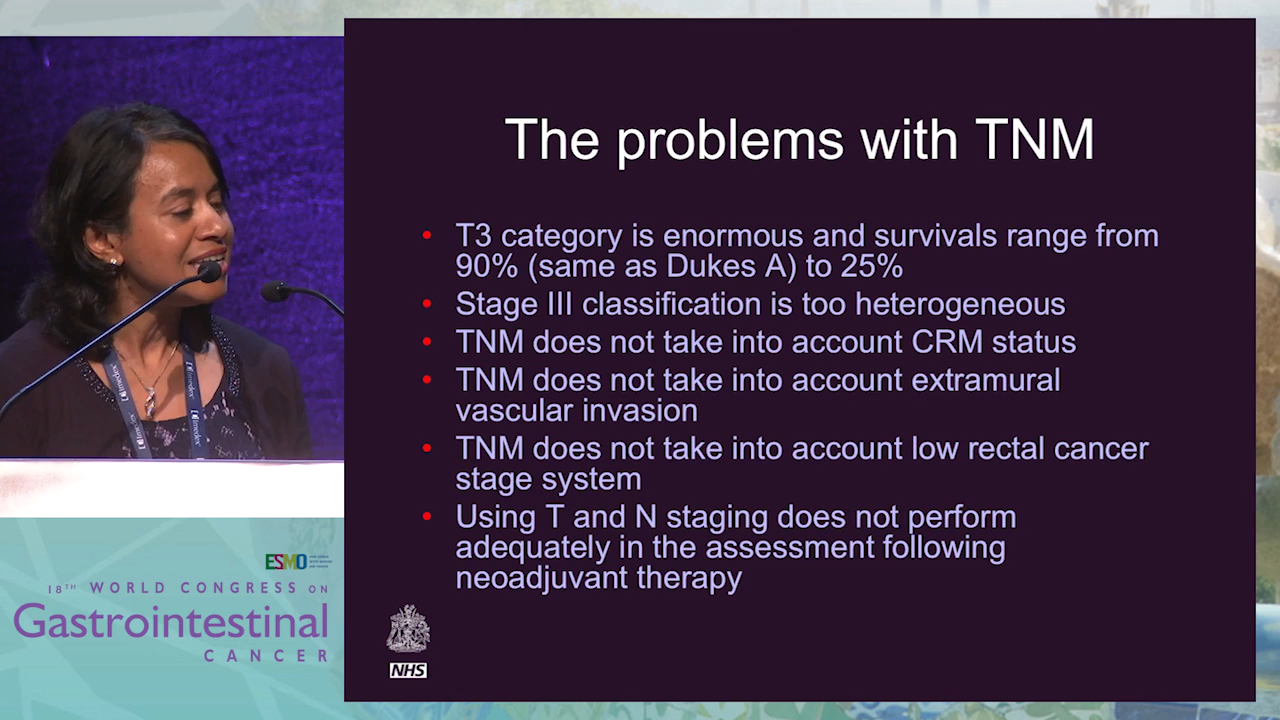 The problems with TNM
• T3 category is enormous and survivals range from
90% (same as Dukes A) to 25%
• Stage III classification is too heterogeneous
• TNM does not take into account CRM status
• TNM does not take into account extramural
vascular invasion
• TNM does not take into account low rectal cancer
stage system
• Using T and N staging does not perform
adequately in the assessment following
neoadjuvant therapy
NHS
imedex
imedex
ESMO
18TH WORLD CONGRESS ON
Gastrointestinal
CANCER